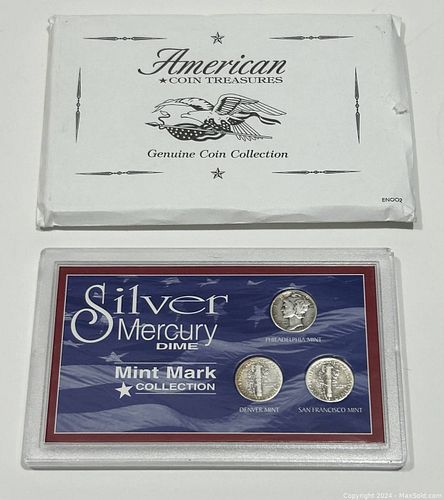 American
★COIN TREASURES
Genuine Coin Collection
ENO02
Silver
Mercury
DIME
Mint Mark
★COLLECTION
PHILADELPHIA MINT
DENVER MINT
SAN FRANCISCO MINT
Copyright 2024 - MaxSold.com